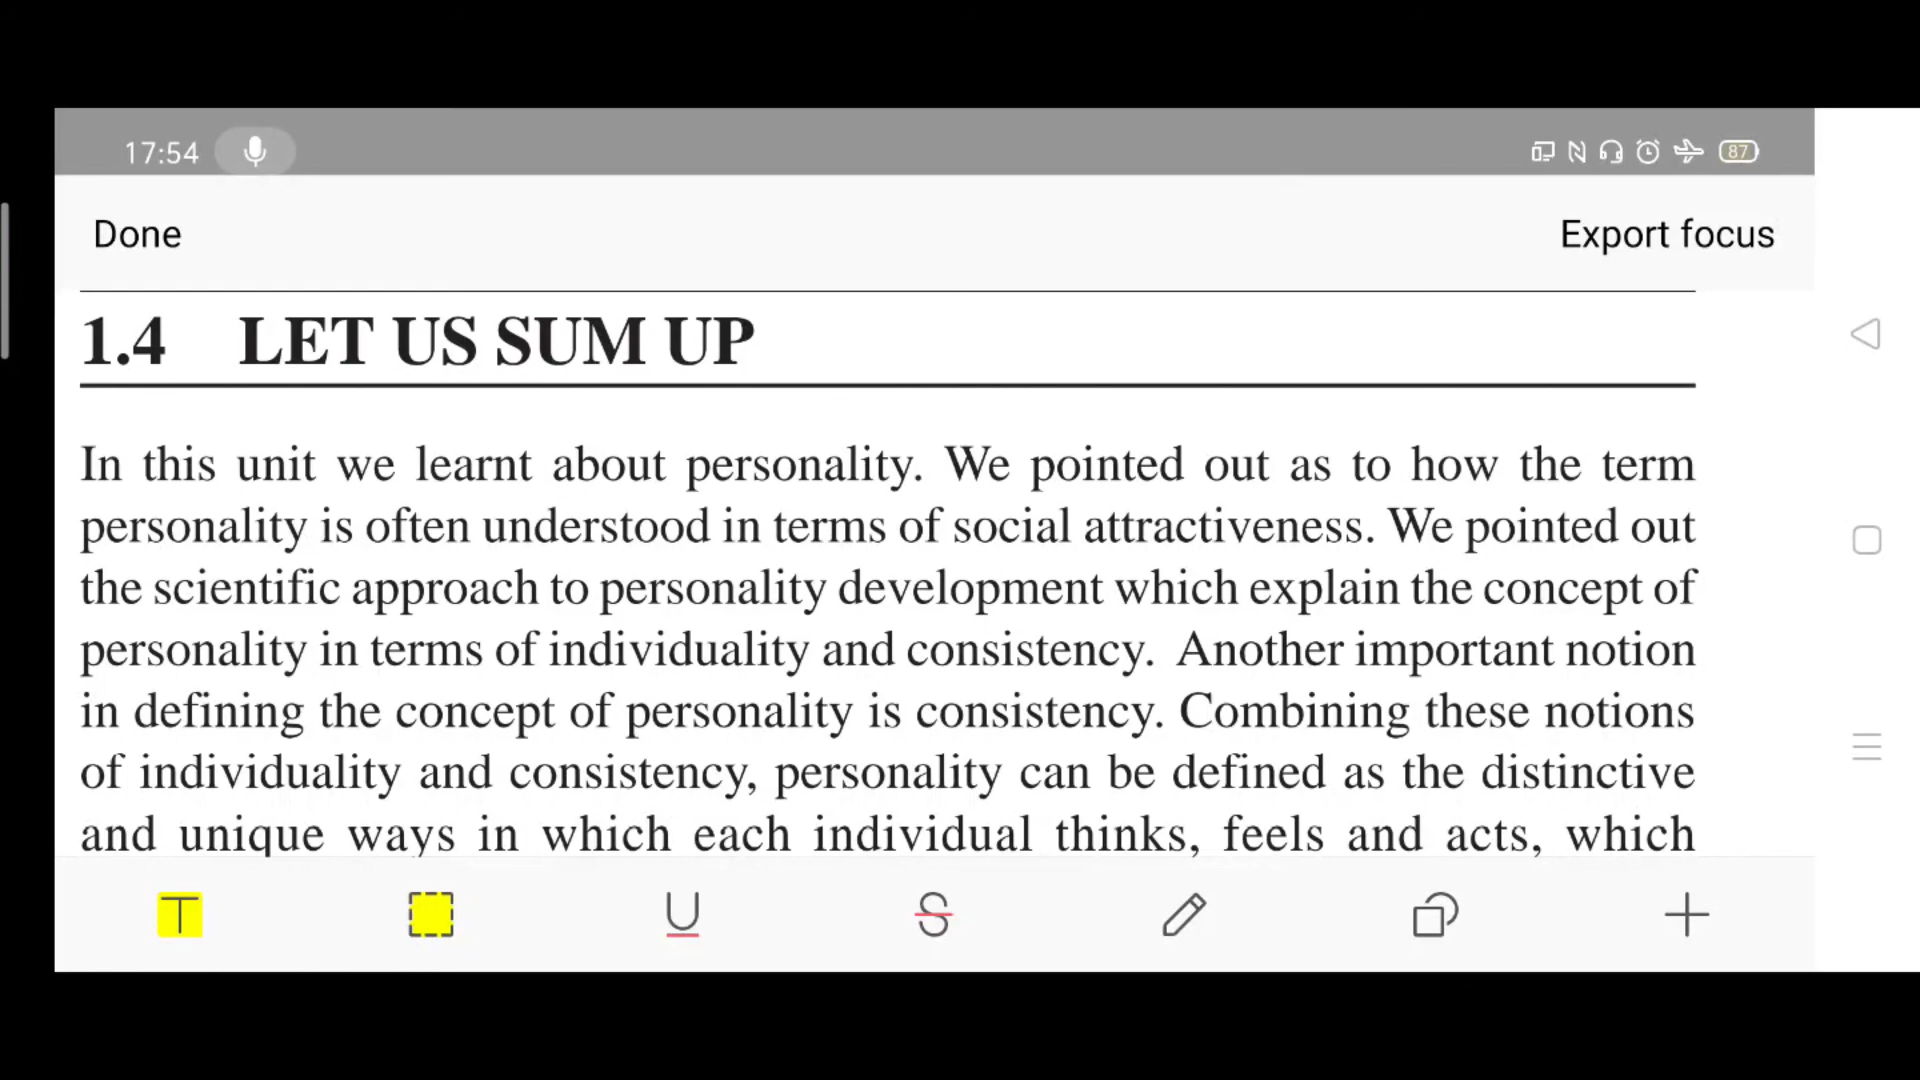 17:54
87
Done
Export focus
1.4 LET US SUM UP
In this unit we learnt about personality. We pointed out as to how the term
personality is often understood in terms of social attractiveness. We pointed out
the scientific approach to personality development which explain the concept of
personality in terms of individuality and consistency. Another important notion
in defining the concept of personality is consistency. Combining these notions
of individuality and consistency, personality can be defined as the distinctive
and unique ways in which each individual thinks, feels and acts, which
T
U
S